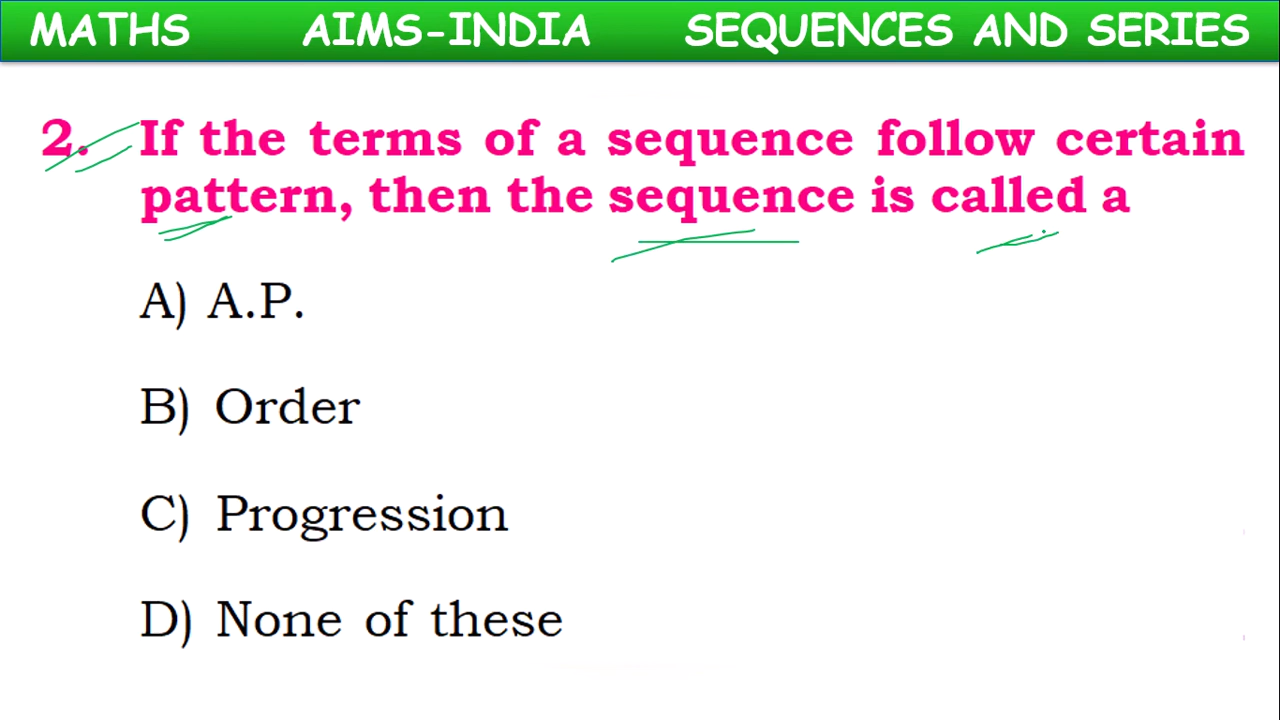 MATHS AIMS-INDIA SEQUENCES AND SERIES
2. If the terms of a sequence follow certain
pattern, then the sequence is called a
A) A.P.
B) Order
C) Progression
D) None of these